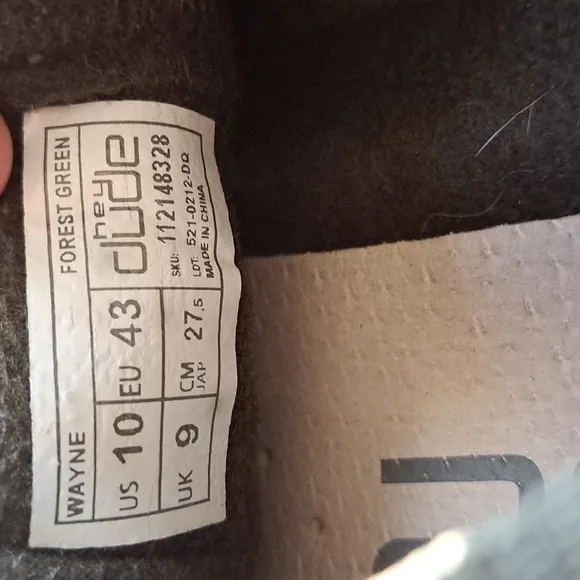 WAYNE FOREST GREEN
US 10 EU 43 hey dude
UK 9 CM JAP 27.5 SKU: 112148328
LOT: 521-0212-DQ
MADE IN CHINA